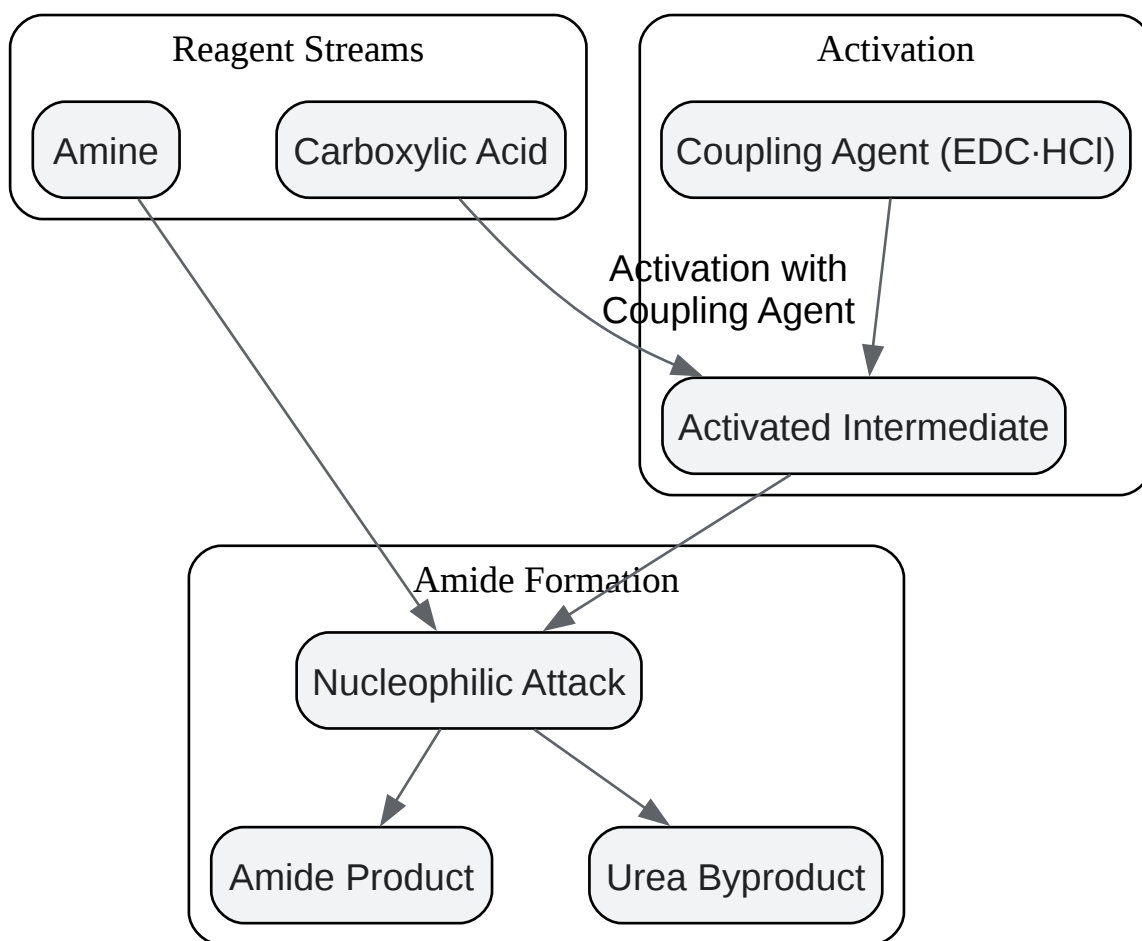 Reagent Streams
Activation
Amine
Carboxylic Acid
Coupling Agent (EDC·HCl)
Activation with
Coupling Agent
Activated Intermediate
Amide Formation
Nucleophilic Attack
Amide Product
Urea Byproduct